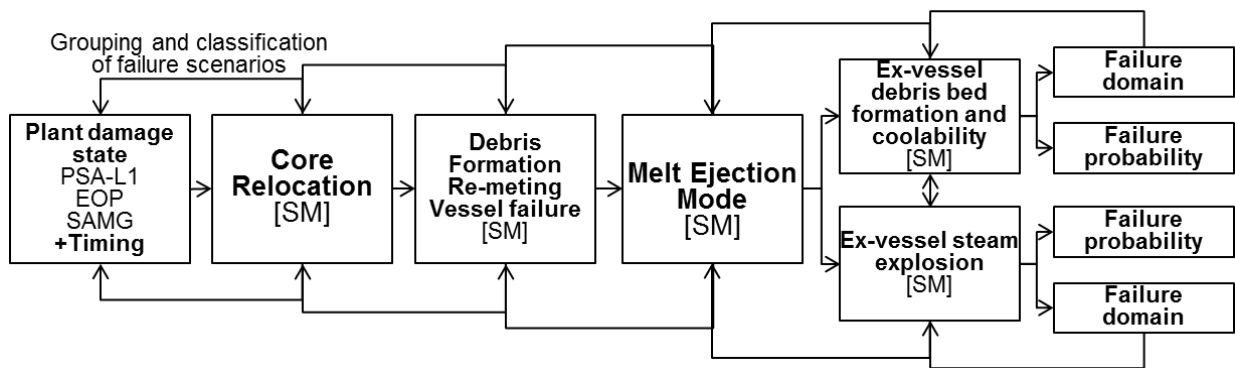 Grouping and classification
of failure scenarios
Plant damage
state
PSA-L1
EOP
SAMG
+Timing
Core
Relocation
[SM]
Debris
Formation
Re-meting
Vessel failure
[SM]
Melt Ejection
Mode
[SM]
Ex-vessel
debris bed
formation and
coolability
[SM]
Ex-vessel steam
explosion
[SM]
Failure
domain
Failure
probability
Failure
probability
Failure
domain